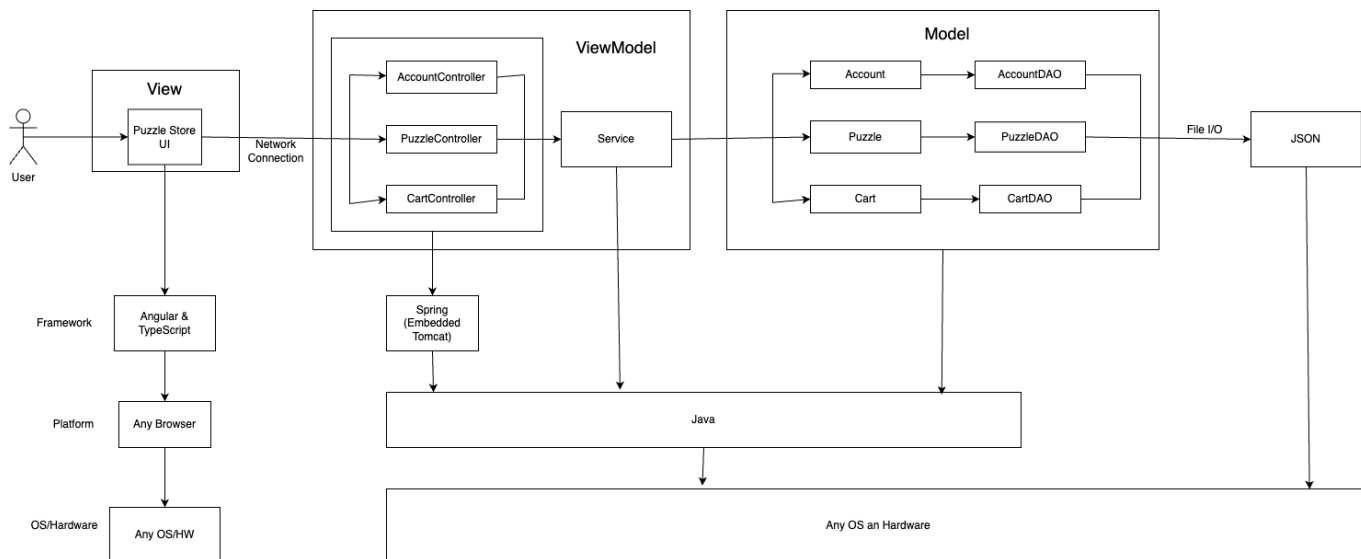 View
Puzzle Store
UI
User
Network
Connection
ViewModel
AccountController
PuzzleController
CartController
Service
Model
Account
AccountDAO
Puzzle
PuzzleDAO
Cart
CartDAO
File I/O
JSON
Framework
Angular &
TypeScript
Spring
(Embedded
Tomcat)
Platform
Any Browser
Java
OS/Hardware
Any OS/HW
Any OS an Hardware